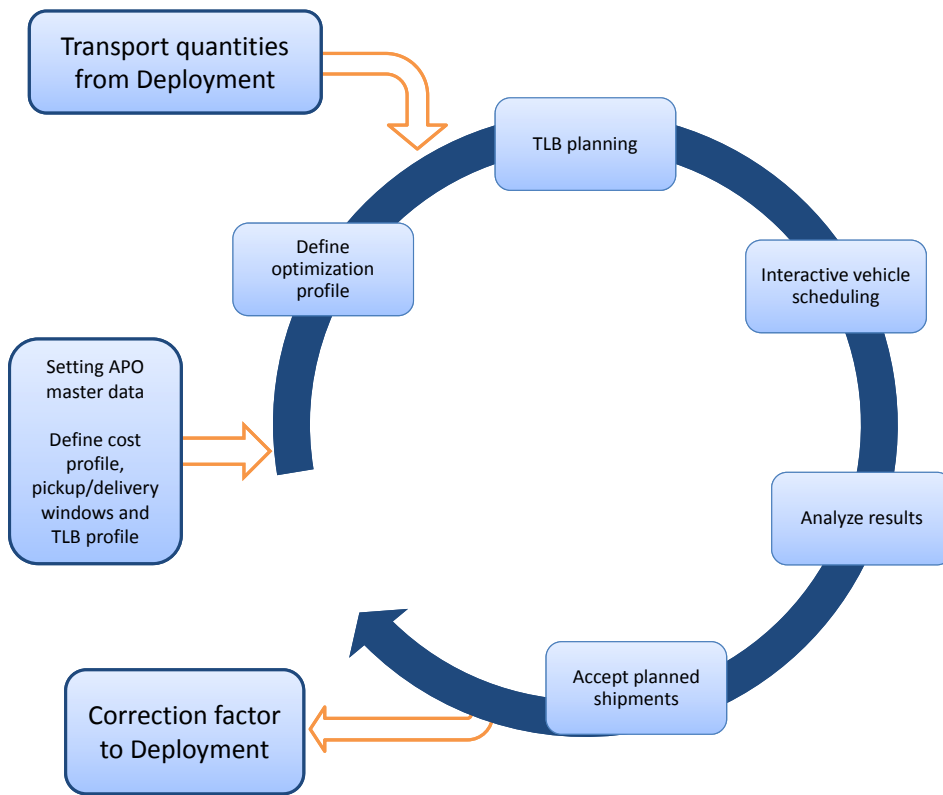 Transport quantities
from Deployment
TLB planning
Define
optimization
profile
Interactive vehicle
scheduling
Setting APO
master data
Define cost
profile,
pickup/delivery
windows and
TLB profile
Analyze results
Accept planned
shipments
Correction factor
to Deployment